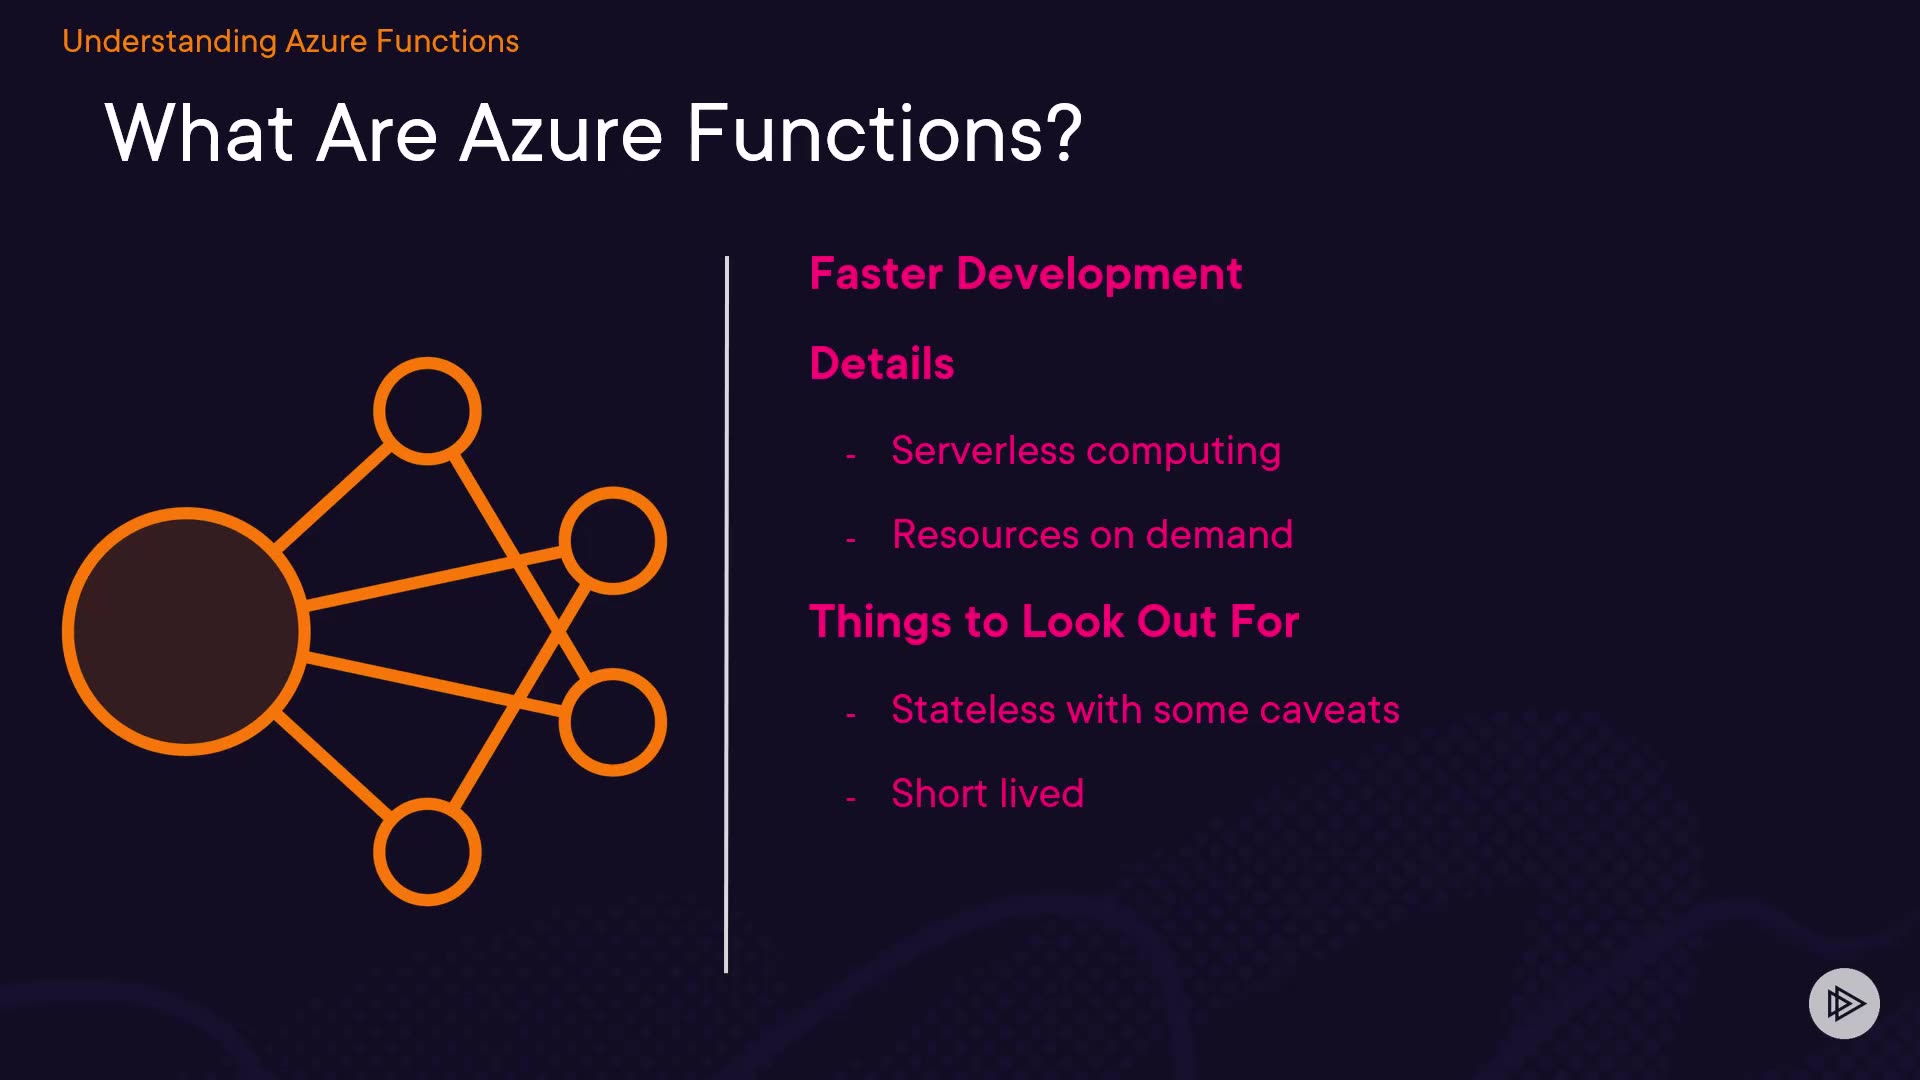 Understanding Azure Functions
What Are Azure Functions?
Faster Development
Details
- Serverless computing
- Resources on demand
Things to Look Out For
- Stateless with some caveats
- Short lived